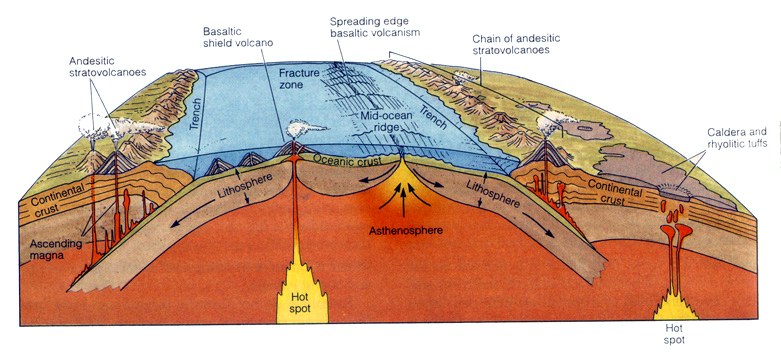 Spreading edge
basaltic volcanism
Basaltic
shield volcano
Chain of andesitic
stratovolcanoes
Andesitic
stratovolcanoes
Fracture
zone
Trench
Trench
Mid-ocean
ridge
Caldera and
rhyolitic tuffs
Oceanic crust
Continental
crust
Lithosphere
Lithosphere
Continental
crust
Ascending
magna
Asthenosphere
Hot
spot
Hot
spot